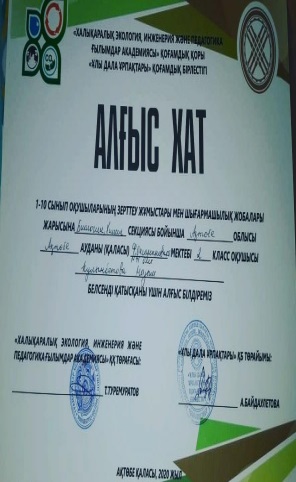 «ХАЛЫҚАРАЛЫҚ ЭКОЛОГИЯ, ИНЖЕНЕРИЯ ЖӘНЕ ПЕДАГОГИКА
ҒЫЛЫМДАР АКАДЕМИЯСЫ» ҚОҒАМДЫҚ ҚОРЫ
«ҰЛЫ ДАЛА ҰРПАҚТАРЫ» ҚОҒАМДЫҚ БІРЛЕСТІГІ
АЛҒЫС ХАТ
1-10 СЫНЫП ОҚУШЫЛАРЫНЫҢ ЗЕРТТЕУ ЖҰМЫСТАРЫ МЕН ШЫҒАРМАШЫЛЫҚ ЖОБАЛАРЫ
ЖАРЫСЫНА СЕКЦИЯСЫ БОЙЫНША Ақтөбе ОБЛЫСЫ
Ақтөбе АУДАНЫ (ҚАЛАСЫ) МЕКТЕБІ 2 КЛАСС ОҚУШЫСЫ
БЕЛСЕНДІ ҚАТЫСҚАНЫ ҮШІН АЛҒЫС БІЛДІРЕМІЗ
«ХАЛЫҚАРАЛЫҚ ЭКОЛОГИЯ, ИНЖЕНЕРИЯ ЖӘНЕ
ПЕДАГОГИКА ҒЫЛЫМДАР АКАДЕМИЯСЫ» ҚҚ ТӨРАҒАСЫ:
Т.ТУРЕМУРАТОВ
«ҰЛЫ ДАЛА ҰРПАҚТАРЫ» ҚБ ТӨРАЙЫМЫ:
А.БАЙДАУЛЕТОВА
АҚТӨБЕ ҚАЛАСЫ, 2020 ЖЫЛ